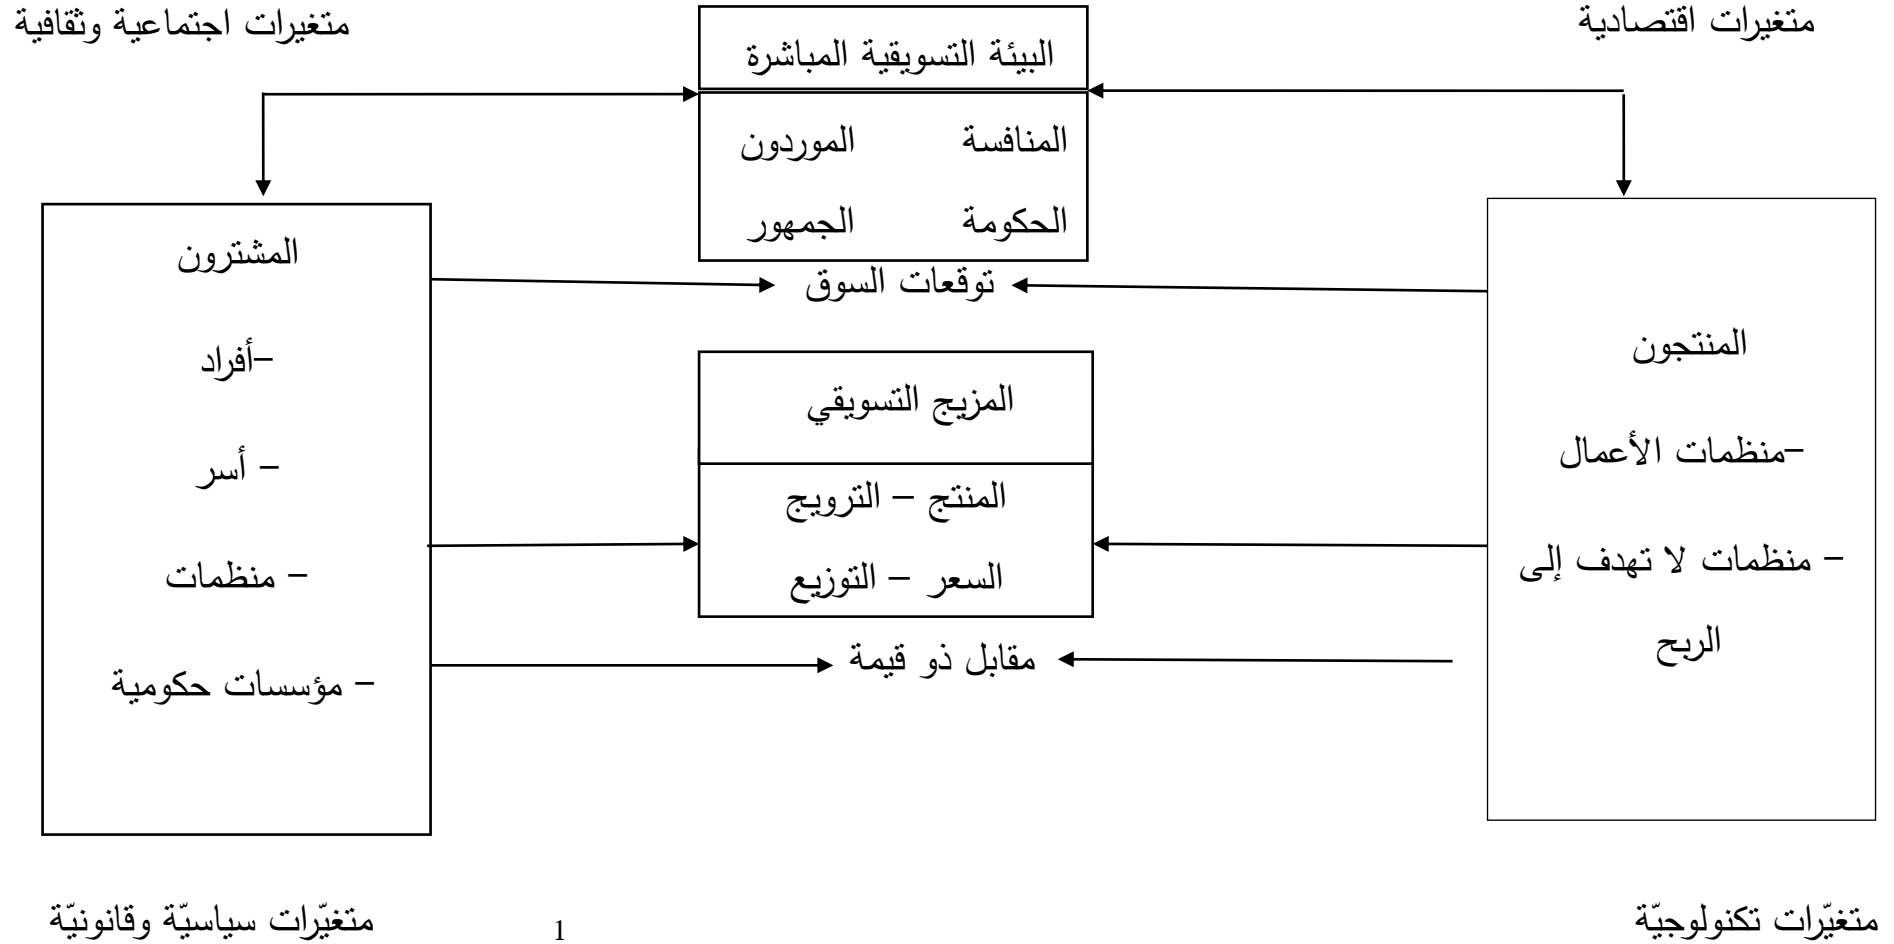 متغيرات اقتصادية
متغيرات اجتماعية وثقافية
البيئة التسويقية المباشرة
المنافسة الموردون
الحكومة الجمهور
توقعات السوق
المنتجون
–منظمات الأعمال
– منظمات لا تهدف إلى
الربح
المزيج التسويقي
المنتج – الترويج
السعر – التوزيع
مقابل ذو قيمة
المشترون
–أفراد
– أسر
– منظمات
– مؤسسات حكومية
متغيّرات تكنولوجيّة
متغيّرات سياسيّة وقانونيّة
1